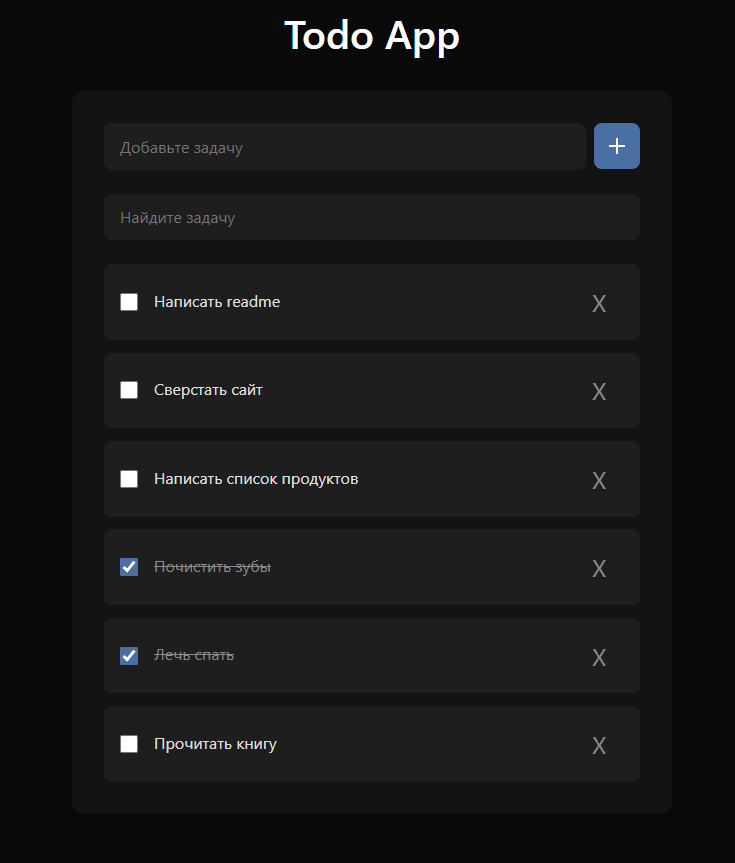 Todo App
Добавьте задачу
+
Найдите задачу
Написать readme
X
Сверстать сайт
X
Написать список продуктов
X
Почистить зубы
X
Лечь спать
X
Прочитать книгу
X